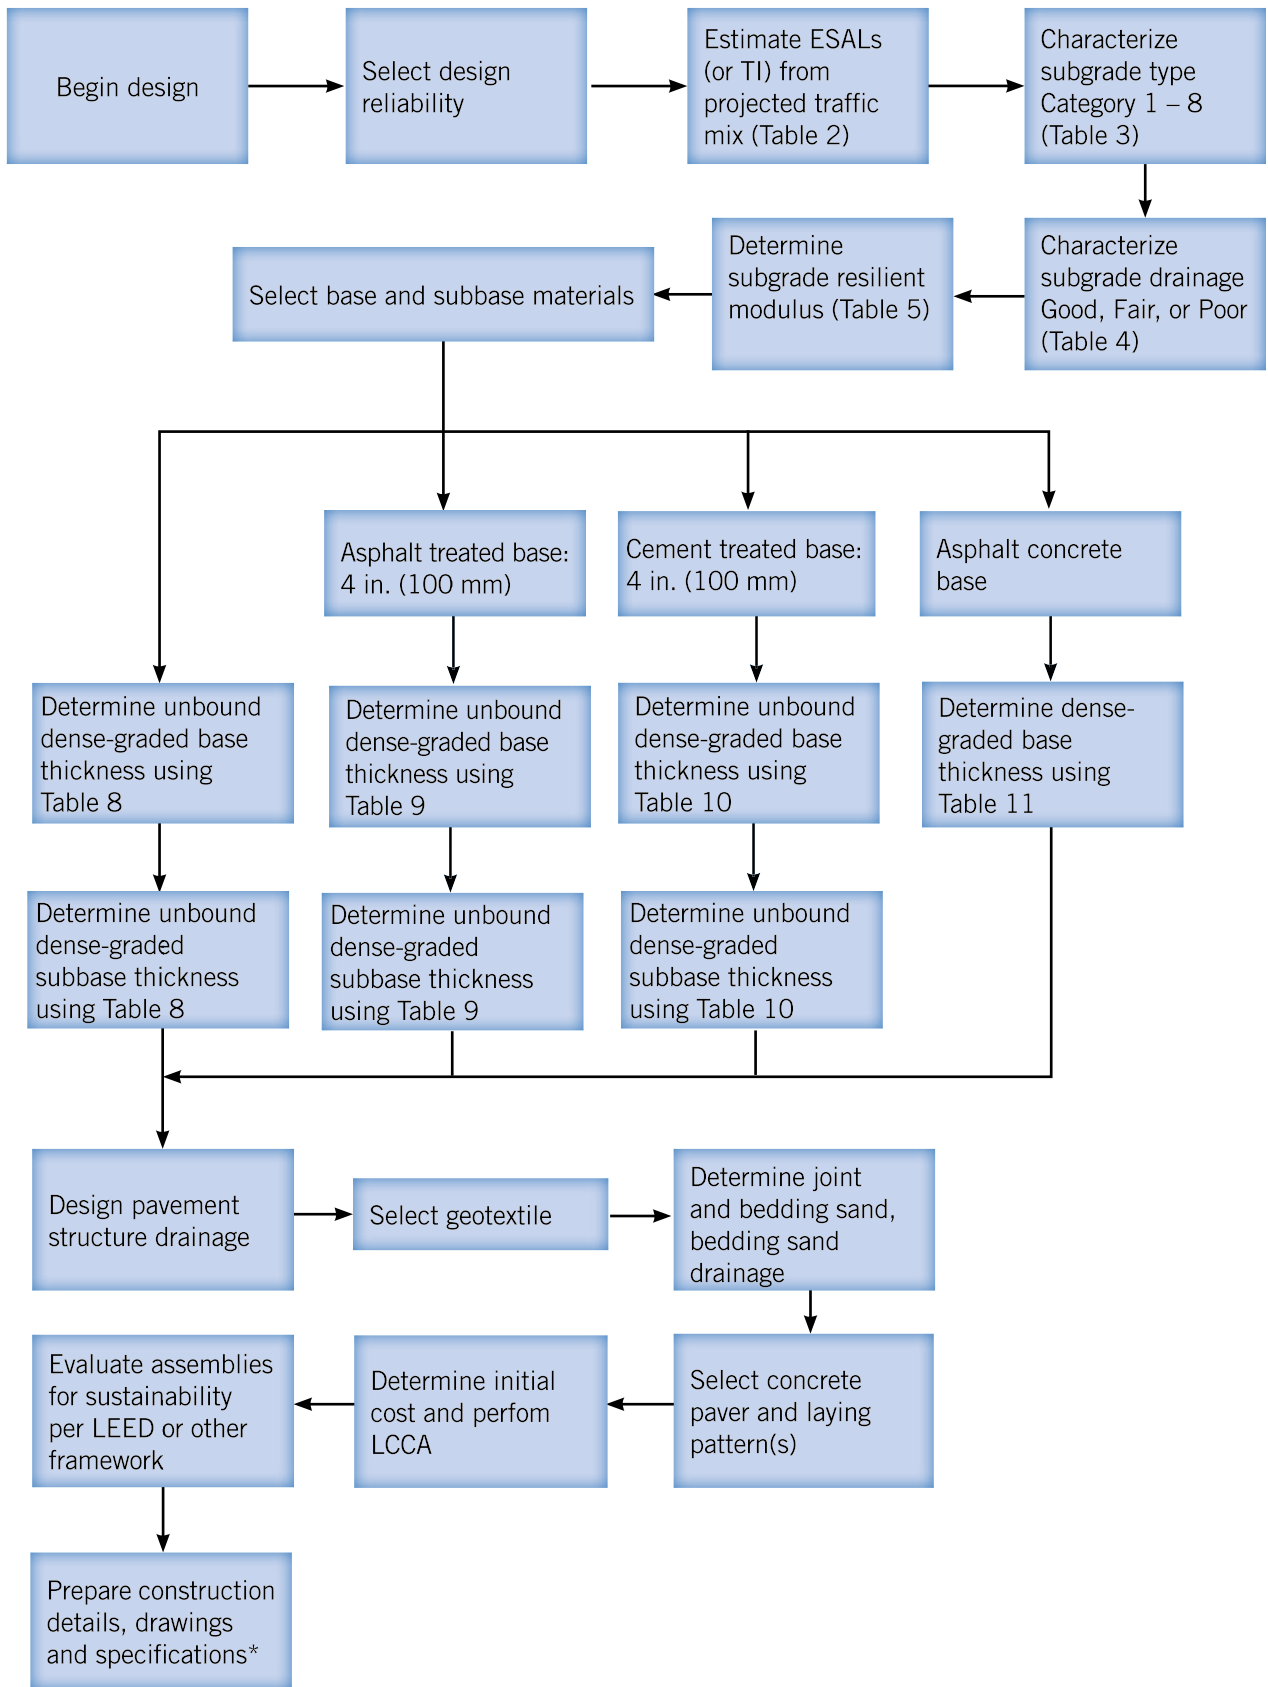 Begin design
Select design
reliability
Estimate ESALs
(or TI) from
projected traffic
mix (Table 2)
Characterize
subgrade type
Category 1 – 8
(Table 3)
Characterize
subgrade drainage
Good, Fair, or Poor
(Table 4)
Determine
subgrade resilient
modulus (Table 5)
Select base and subbase materials
Asphalt treated base:
4 in. (100 mm)
Cement treated base:
4 in. (100 mm)
Asphalt concrete
base
Determine unbound
dense-graded base
thickness using
Table 8
Determine unbound
dense-graded base
thickness using
Table 9
Determine unbound
dense-graded base
thickness using
Table 10
Determine dense-
graded base
thickness using
Table 11
Determine unbound
dense-graded
subbase thickness
using Table 8
Determine unbound
dense-graded
subbase thickness
using Table 9
Determine unbound
dense-graded
subbase thickness
using Table 10
Design pavement
structure drainage
Select geotextile
Determine joint
and bedding sand,
bedding sand
drainage
Select concrete
paver and laying
pattern(s)
Determine initial
cost and perfom
LCCA
Evaluate assemblies
for sustainability
per LEED or other
framework
Prepare construction
details, drawings
and specifications*